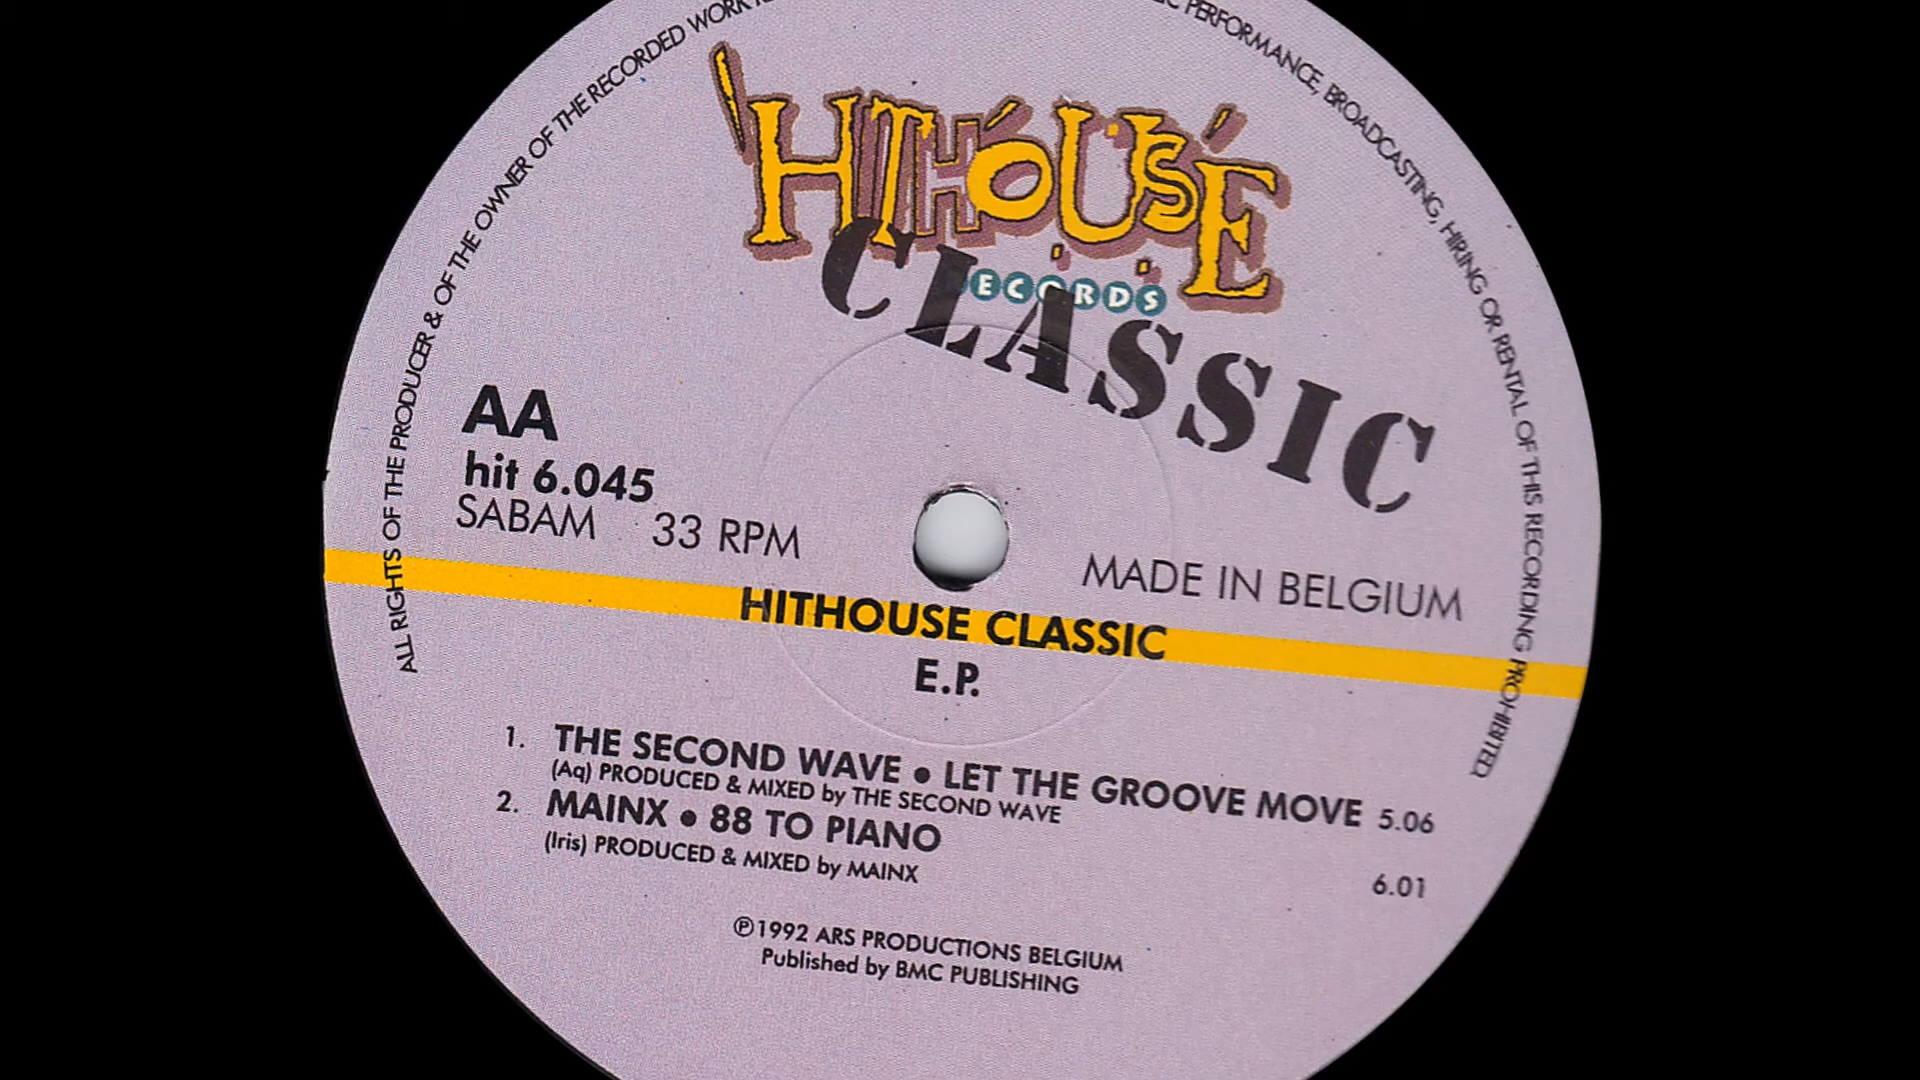 ALL RIGHTS OF THE PRODUCER & OF THE OWNER OF THE RECORDED WORK
PERFORMANCE, BROADCASTING, HIRING OR RENTAL OF THIS RECORDING PROHIBITED
HITHOUSE
RECORDS
CLASSIC
AA
hit 6.045
SABAM 33 RPM
MADE IN BELGIUM
HITHOUSE CLASSIC
E.P.
1. THE SECOND WAVE • LET THE GROOVE MOVE 5.06
(Aq) PRODUCED & MIXED by THE SECOND WAVE
2. MAINX • 88 TO PIANO 6.01
(Iris) PRODUCED & MIXED by MAINX
℗1992 ARS PRODUCTIONS BELGIUM
Published by BMC PUBLISHING